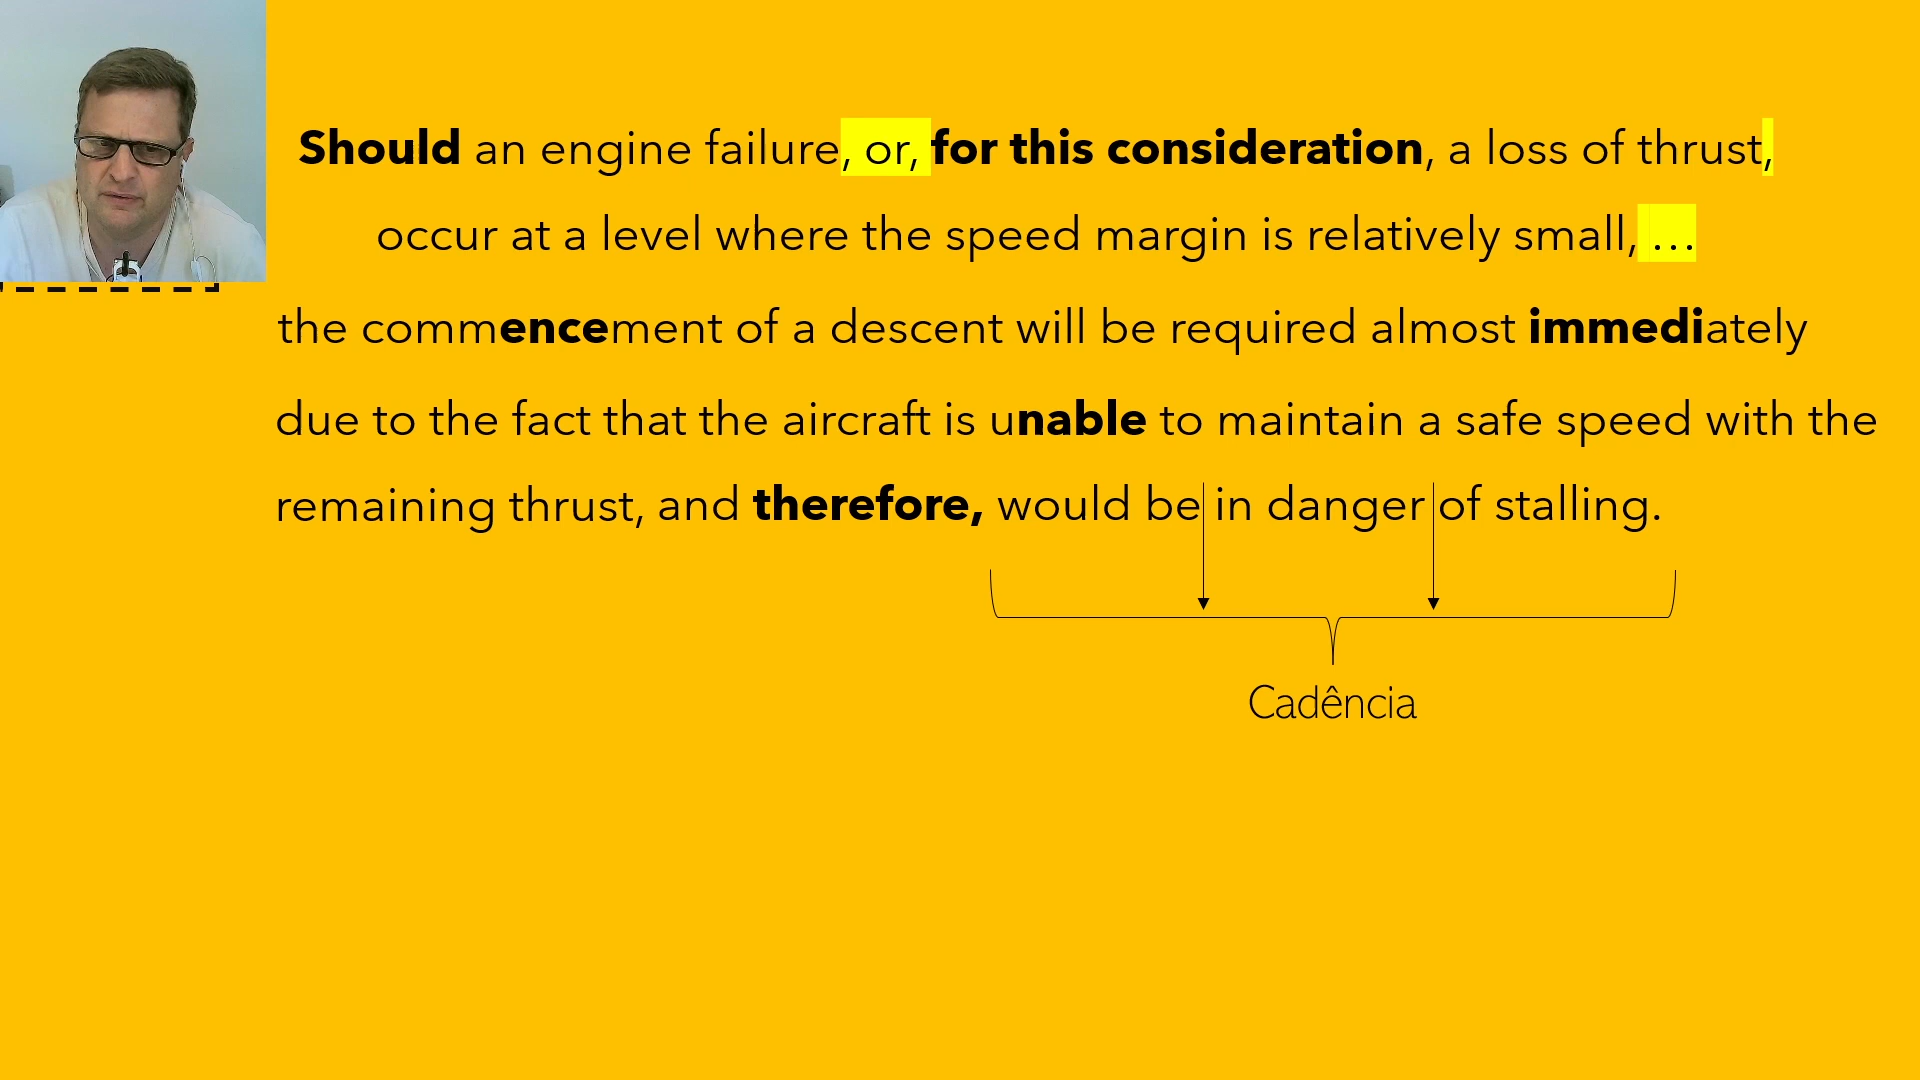 Should an engine failure, or, for this consideration, a loss of thrust,
occur at a level where the speed margin is relatively small, …
the commencement of a descent will be required almost immediately
due to the fact that the aircraft is unable to maintain a safe speed with the
remaining thrust, and therefore, would be in danger of stalling.
Cadência